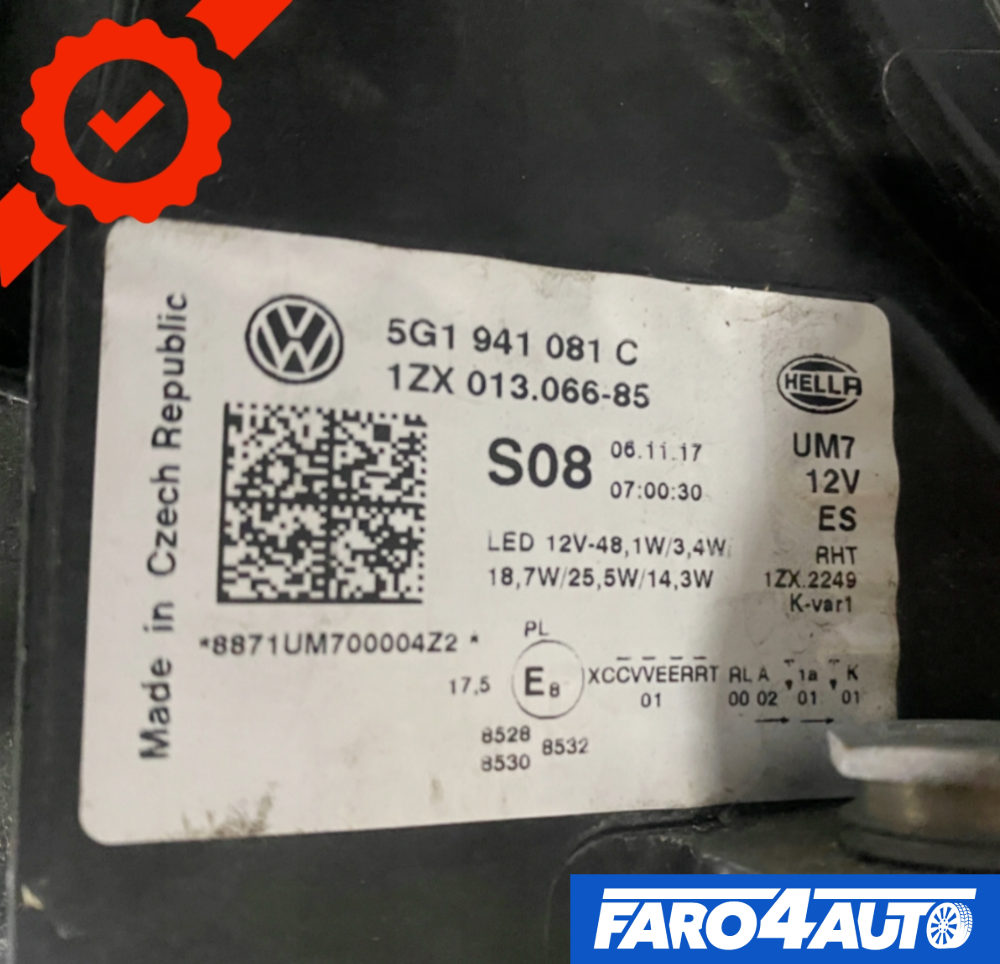 Made in Czech Republic
5G1 941 081 C
1ZX 013.066-85
HELLA
S08
06.11.17
07:00:30
UM7
12V
ES
RHT
1ZX.2249
K-var1
LED 12V-48,1W/3,4W
18,7W/25,5W/14,3W
*8871UM700004Z2 *
PL
17,5
E8
XCCVVEERRT RL A 1a K
01 00 02 01 01
8528
8530
8532
FARO4AUTO